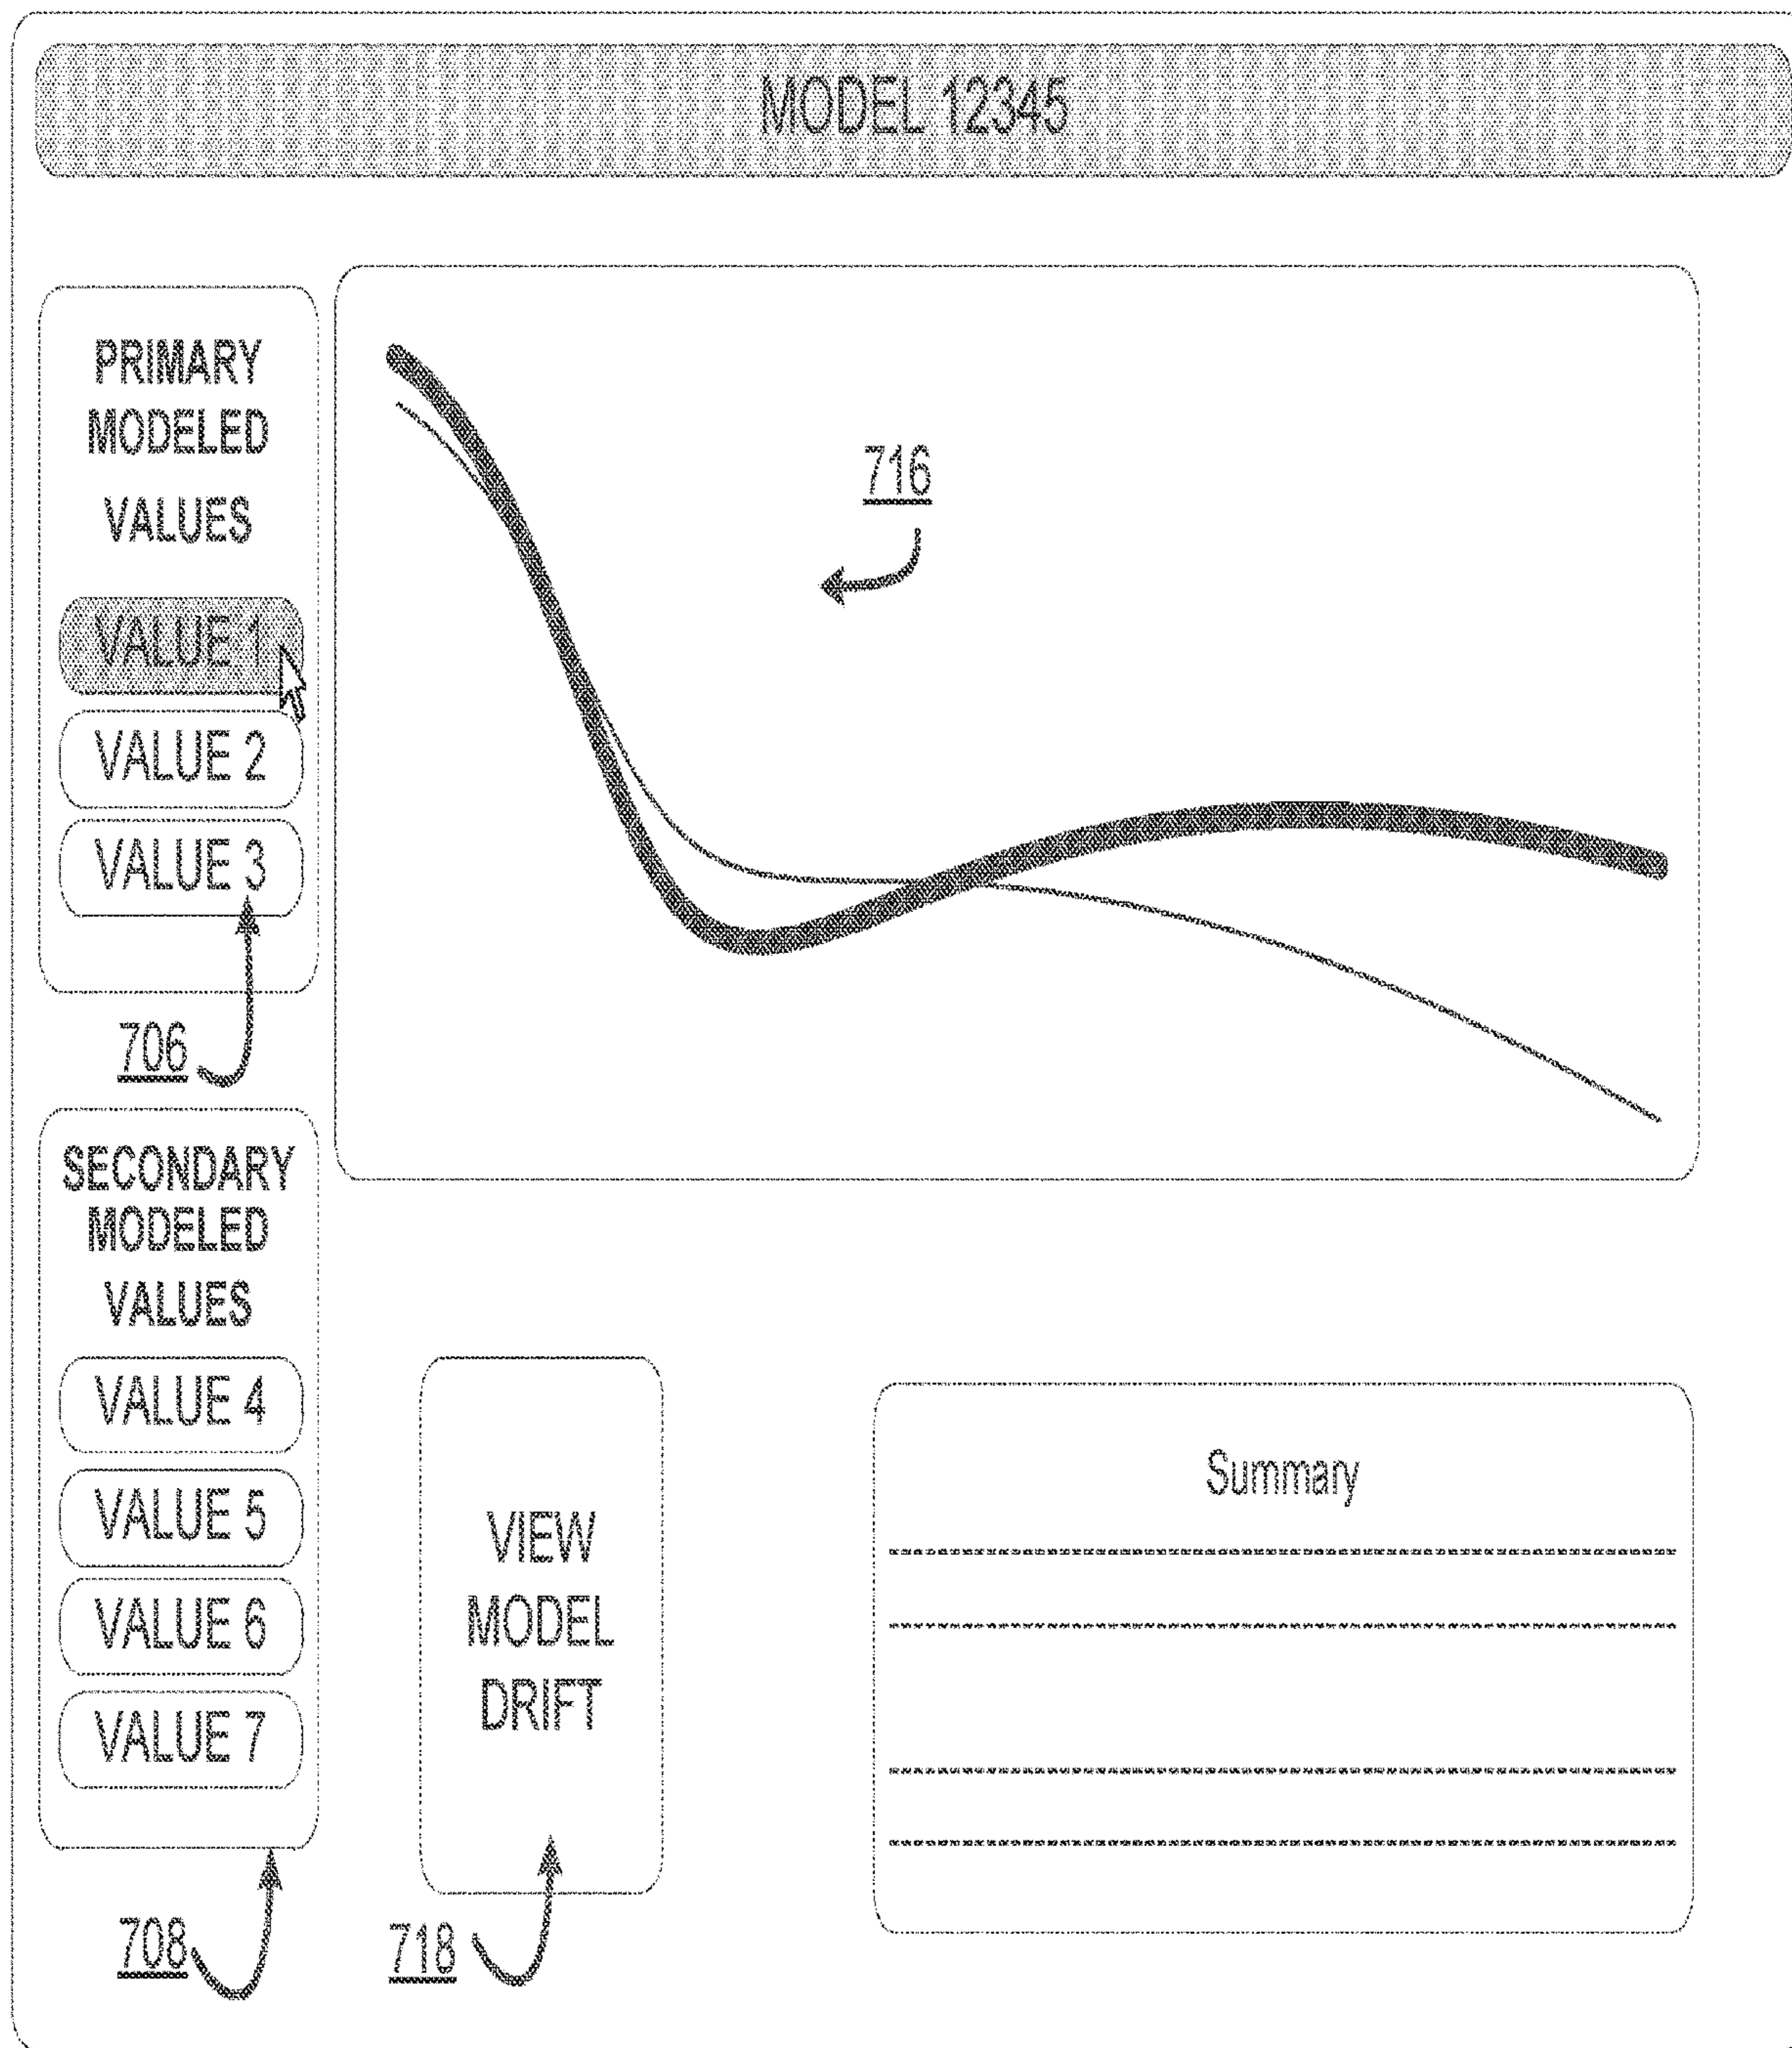 MODEL 12345
PRIMARY
MODELED
VALUES
VALUE 1
VALUE 2
VALUE 3
706
716
SECONDARY
MODELED
VALUES
VALUE 4
VALUE 5
VALUE 6
VALUE 7
708
VIEW
MODEL
DRIFT
718
Summary